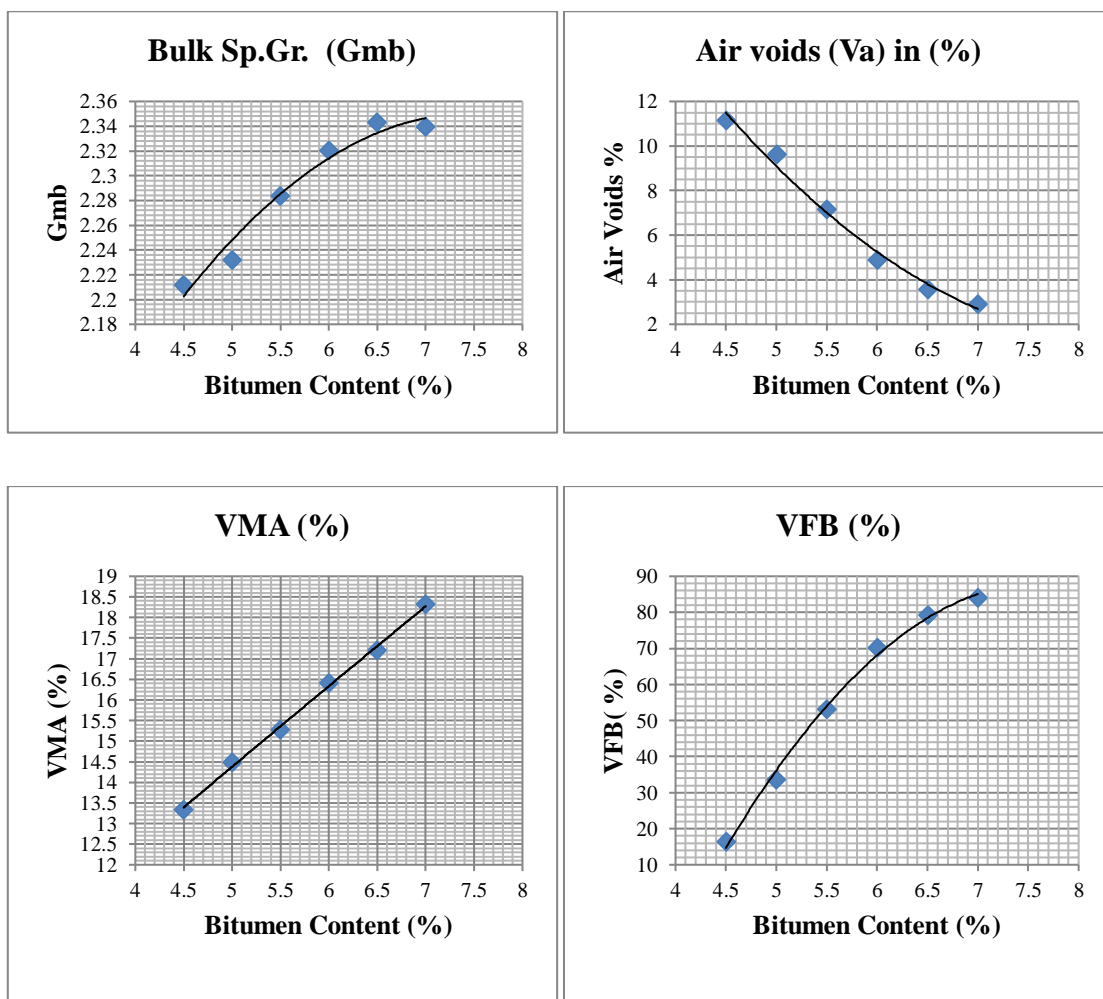 Bulk Sp.Gr.  (Gmb)
Gmb
2.36
2.34
2.32
2.3
2.28
2.26
2.24
2.22
2.2
2.18
4 4.5 5 5.5 6 6.5 7 7.5 8
Bitumen Content (%)
Air voids (Va) in (%)
Air Voids %
12
10
8
6
4
2
4 4.5 5 5.5 6 6.5 7 7.5 8
Bitumen Content (%)
VMA (%)
VMA (%)
19
18.5
18
17.5
17
16.5
16
15.5
15
14.5
14
13.5
13
12.5
12
4 4.5 5 5.5 6 6.5 7 7.5 8
Bitumen Content (%)
VFB (%)
VFB( %)
90
80
70
60
50
40
30
20
10
4 4.5 5 5.5 6 6.5 7 7.5 8
Bitumen Content (%)